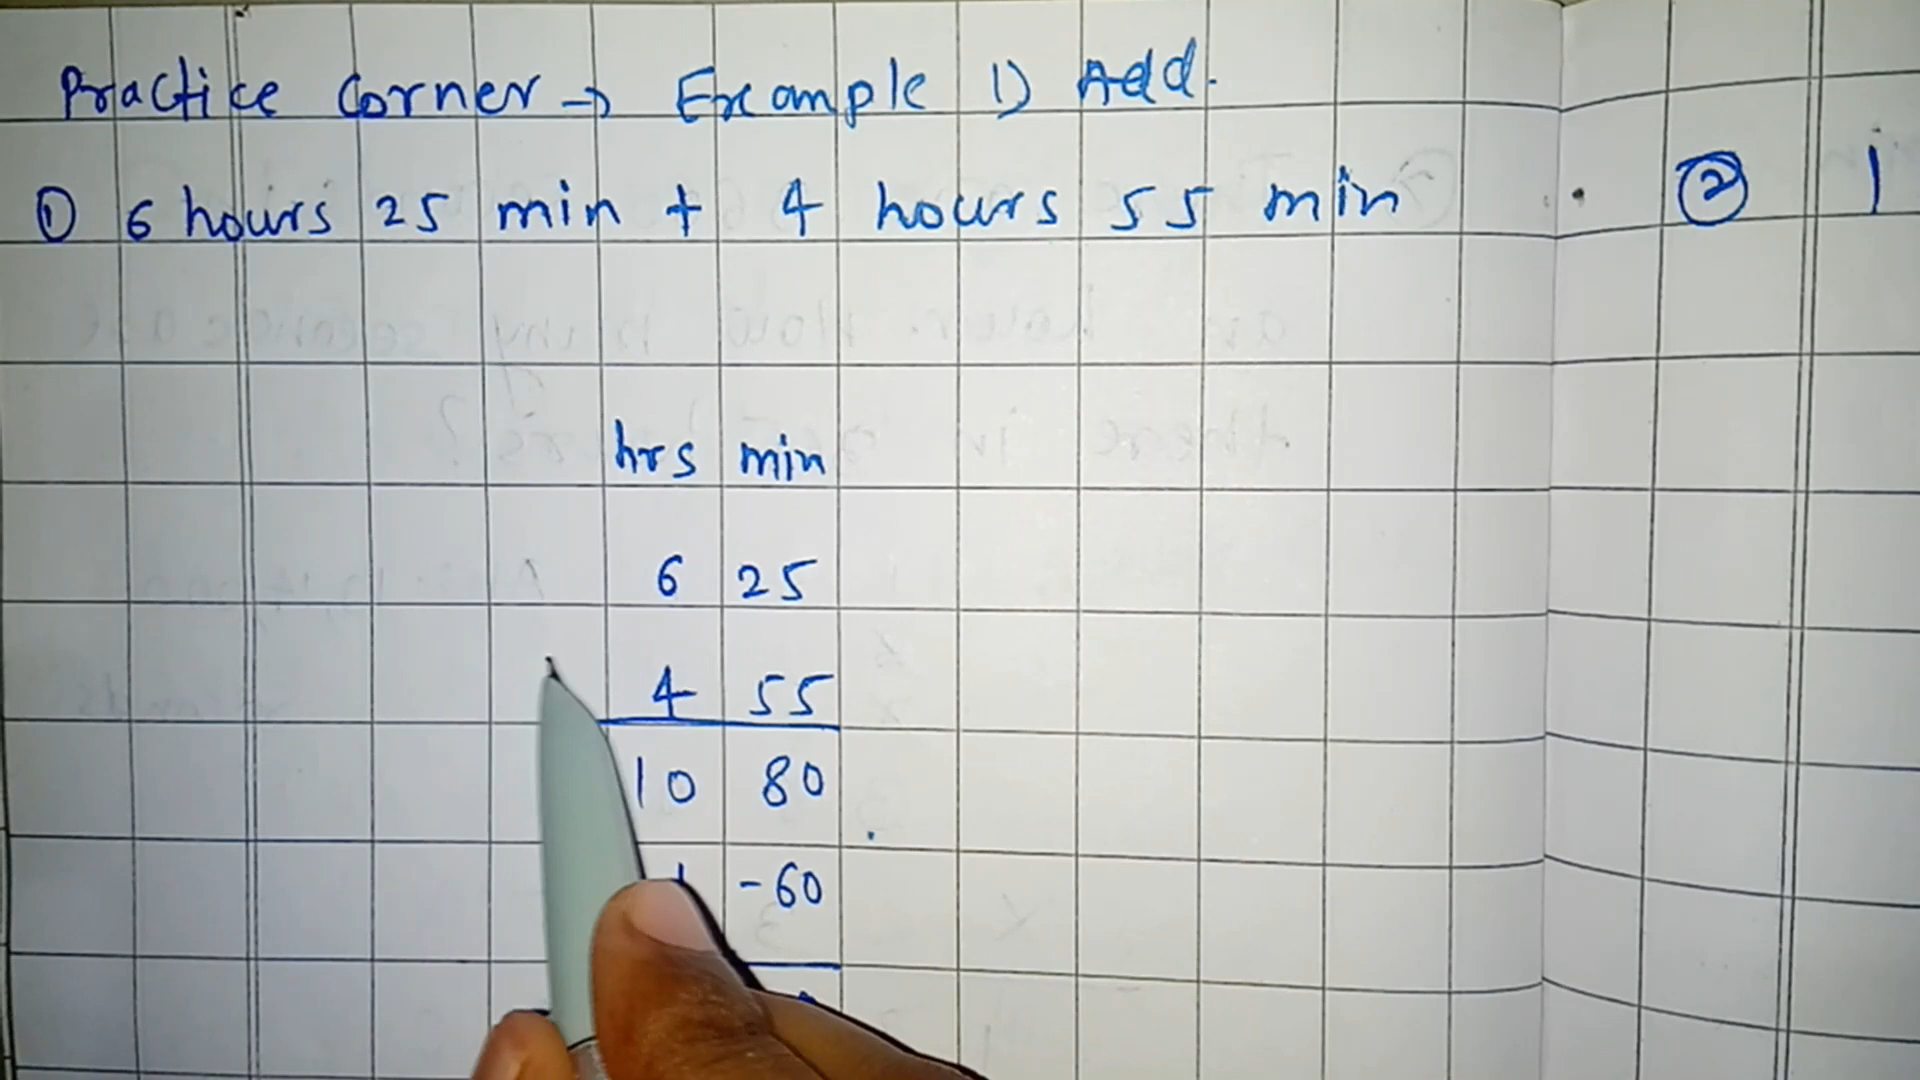 Practice Corner → Example 1) Add.
① 6 hours 25 min + 4 hours 55 min
②
hrs min
6 25
4 55
10 80
-60